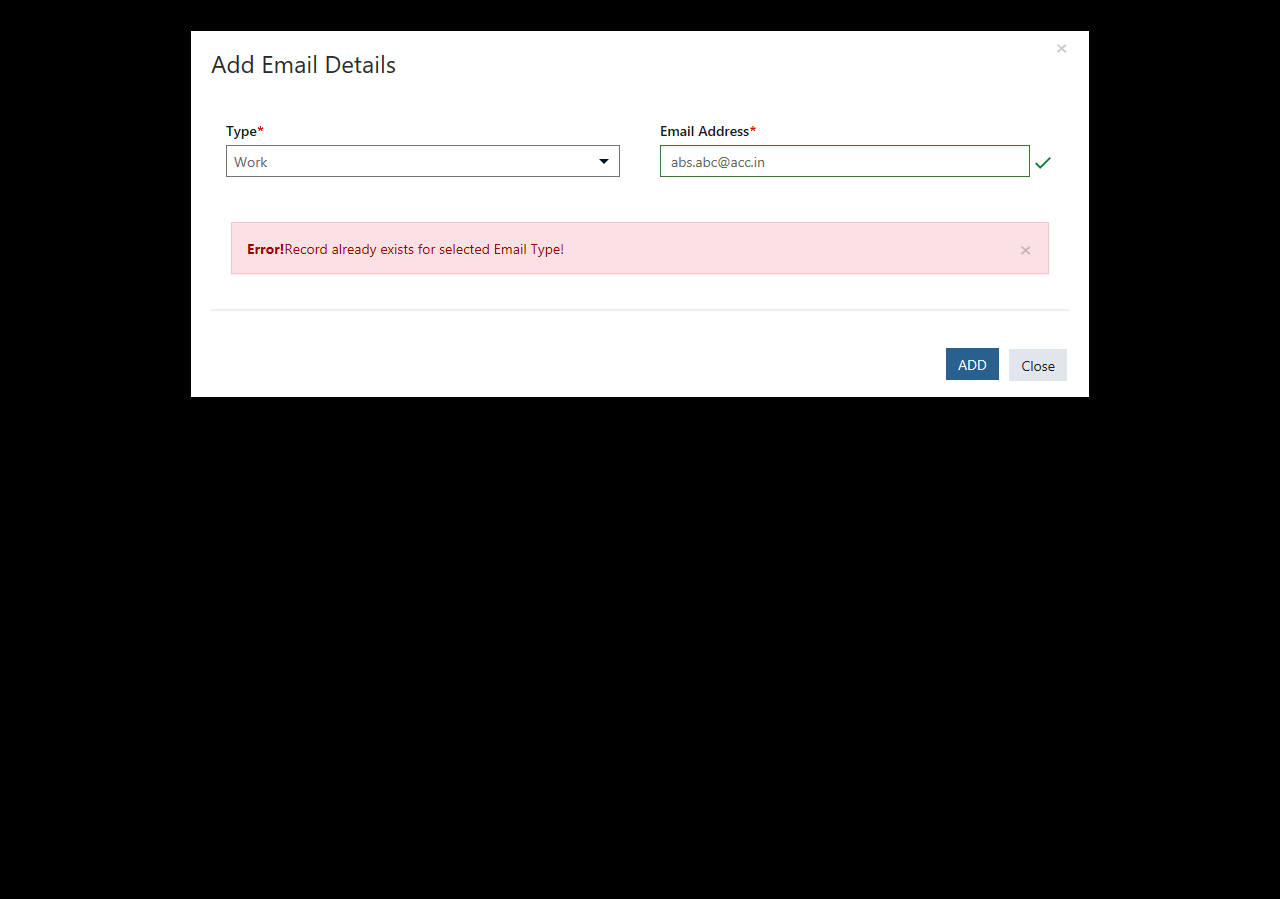 ×
Add Email Details
Type* Email Address*
Work abs.abc@acc.in
Error!Record already exists for selected Email Type! ×
ADD Close